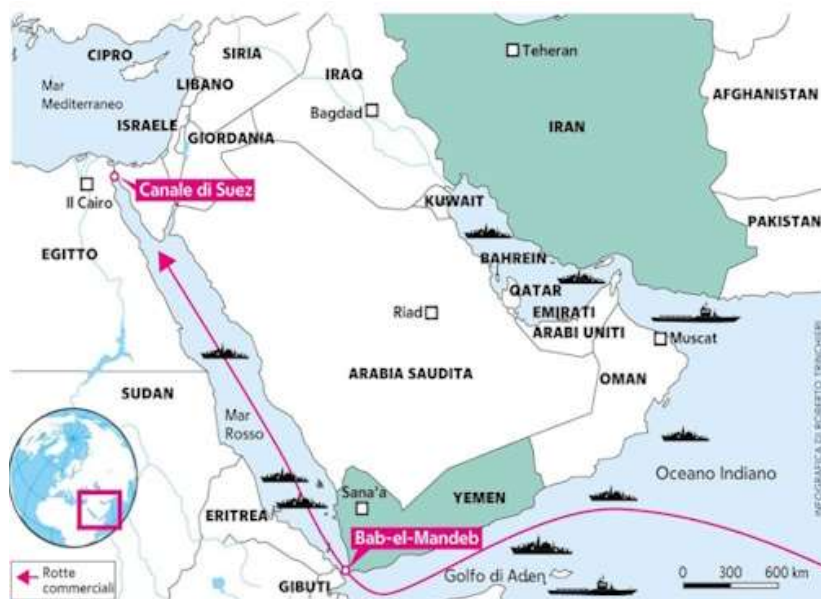 CIPRO
SIRIA
Mar
Mediterraneo
LIBANO
IRAQ
Teheran
AFGHANISTAN
ISRAELE
GIORDANIA
Bagdad
IRAN
Canale di Suez
Il Cairo
KUWAIT
PAKISTAN
EGITTO
BAHREIN
QATAR
EMIRATI
ARABI UNITI
Riad
Muscat
ARABIA SAUDITA
OMAN
SUDAN
Mar
Rosso
Oceano Indiano
Sana'a
YEMEN
ERITREA
Bab-el-Mandeb
Rotte
commerciali
GIBUTI
Golfo di Aden
0 300 600 km
INFOGRAFICA DI ROBERTO TRINCHIERI